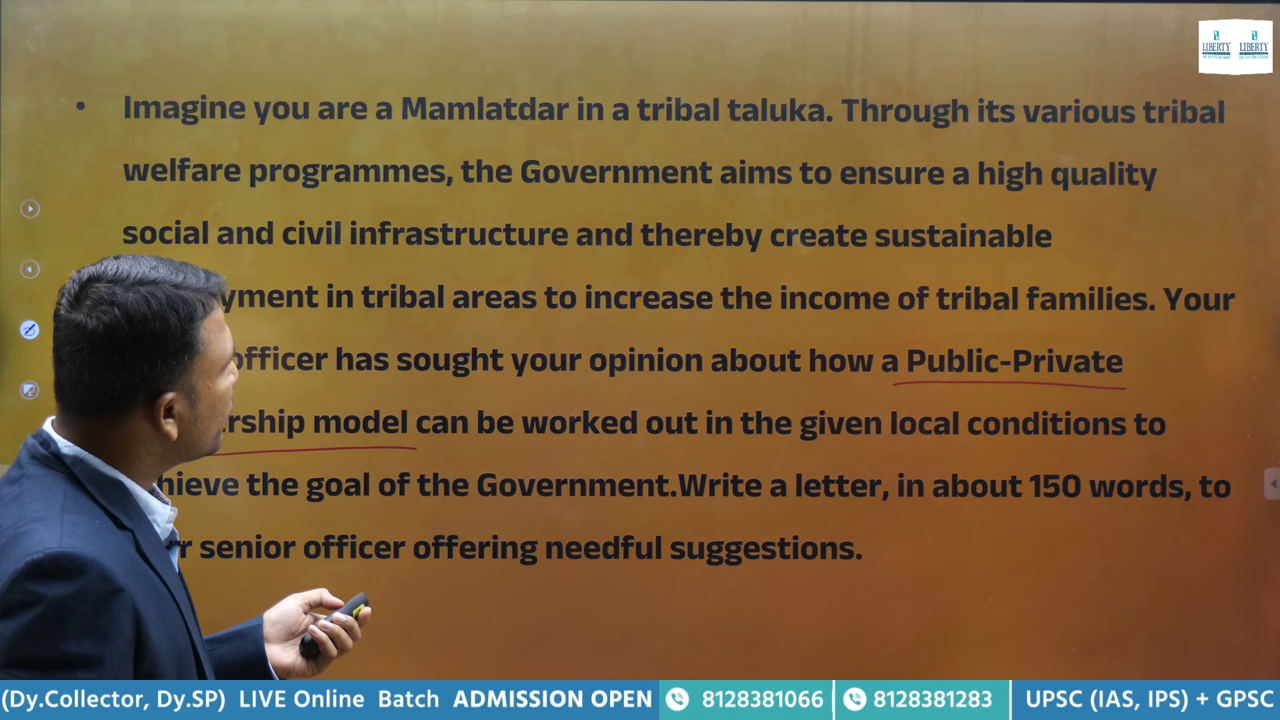 LIBERTY LIBERTY
• Imagine you are a Mamlatdar in a tribal taluka. Through its various tribal
welfare programmes, the Government aims to ensure a high quality
social and civil infrastructure and thereby create sustainable
yment in tribal areas to increase the income of tribal families. Your
officer has sought your opinion about how a Public-Private
rship model can be worked out in the given local conditions to
hieve the goal of the Government.Write a letter, in about 150 words, to
r senior officer offering needful suggestions.
(Dy.Collector, Dy.SP) LIVE Online Batch ADMISSION OPEN 8128381066 8128381283 UPSC (IAS, IPS) + GPSC